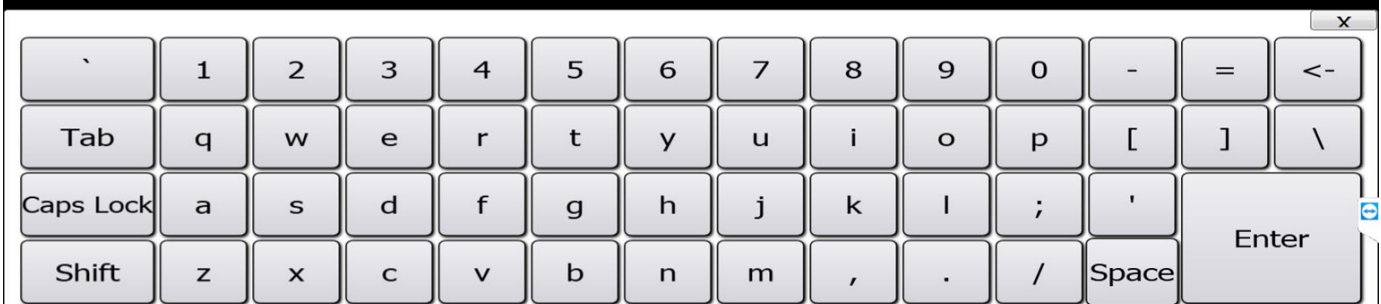 x
` 1 2 3 4 5 6 7 8 9 0 - = <-
Tab q w e r t y u i o p [ ] \
Caps Lock a s d f g h j k l ; ' Enter
Shift z x c v b n m , . / Space